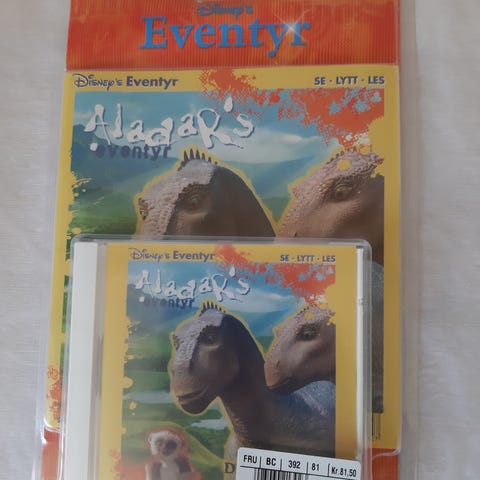 Disney's
Eventyr
Disney's Eventyr
SE · LYTT · LES
Aladar's
eventyr
Disney's Eventyr
SE · LYTT · LES
Aladar's
eventyr
D
FRU BC 392 81 Kr.81,50